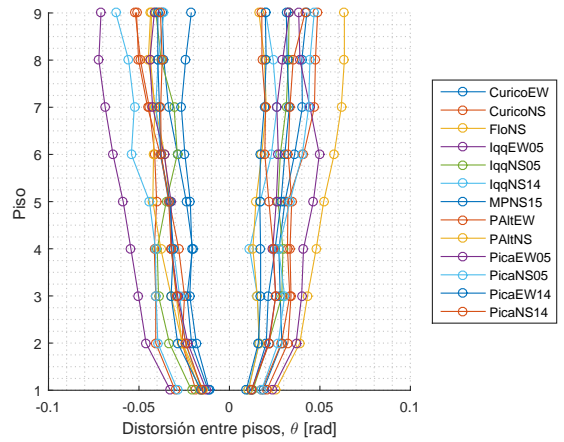 9
8
7
6
5
4
3
2
1
Piso
-0.1
-0.05
0
0.05
0.1
Distorsión entre pisos, θ [rad]
CuricoEW
CuricoNS
FloNS
IqqEW05
IqqNS05
IqqNS14
MPNS15
PAltEW
PAltNS
PicaEW05
PicaNS05
PicaEW14
PicaNS14